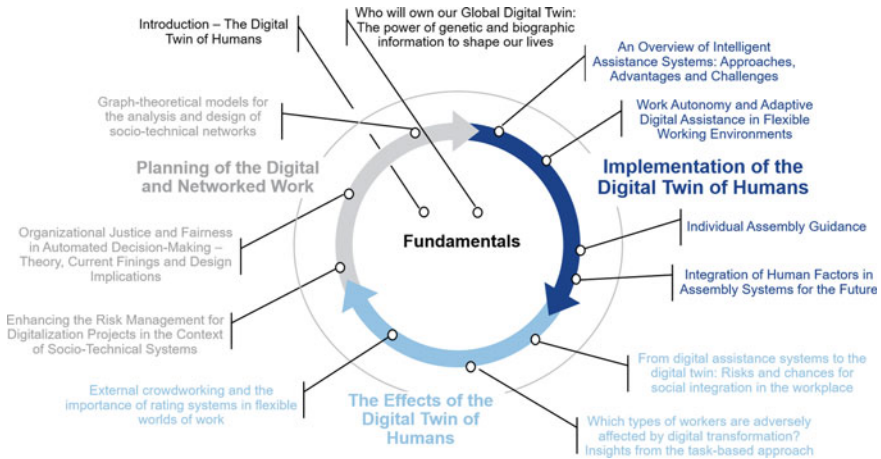 Introduction – The Digital
Twin of Humans
Who will own our Global Digital Twin:
The power of genetic and biographic
information to shape our lives
An Overview of Intelligent
Assistance Systems: Approaches,
Advantages and Challenges
Graph-theoretical models for
the analysis and design of
socio-technical networks
Work Autonomy and Adaptive
Digital Assistance in Flexible
Working Environments
Planning of the Digital
and Networked Work
Implementation of the
Digital Twin of Humans
Fundamentals
Individual Assembly Guidance
Organizational Justice and Fairness
in Automated Decision-Making –
Theory, Current Finings and Design
Implications
Integration of Human Factors in
Assembly Systems for the Future
Enhancing the Risk Management for
Digitalization Projects in the Context
of Socio-Technical Systems
From digital assistance systems to the
digital twin: Risks and chances for
social integration in the workplace
External crowdworking and the
importance of rating systems in flexible
worlds of work
The Effects of the
Digital Twin of
Humans
Which types of workers are adversely
affected by digital transformation?
Insights from the task-based approach